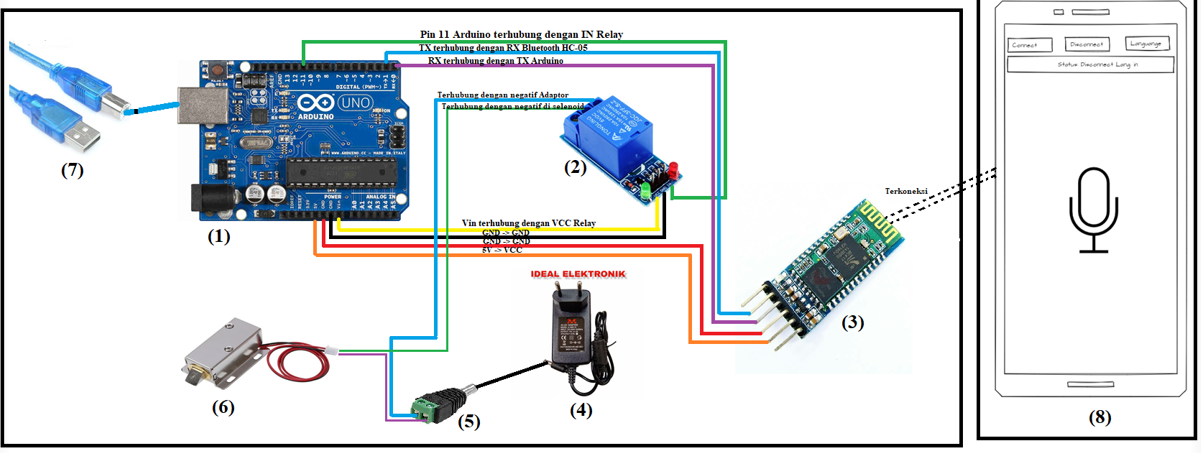 Pin 11 Arduino terhubung dengan IN Relay
TX terhubung dengan RX Bluetooth HC-05
RX terhubung dengan TX Arduino
Terhubung dengan negatif Adaptor
Terhubung dengan negatif di selenoid
DIGITAL (PWM~)
UNO
ARDUINO
POWER
ANALOG IN
(7)
(1)
(2)
Vin terhubung dengan VCC Relay
GND -> GND
GND -> GND
5V -> VCC
IDEAL ELEKTRONIK
(3)
(4)
(5)
(6)
Terkoneksi
Connect
Disconnect
Language
Status Disconnect Lang in
(8)